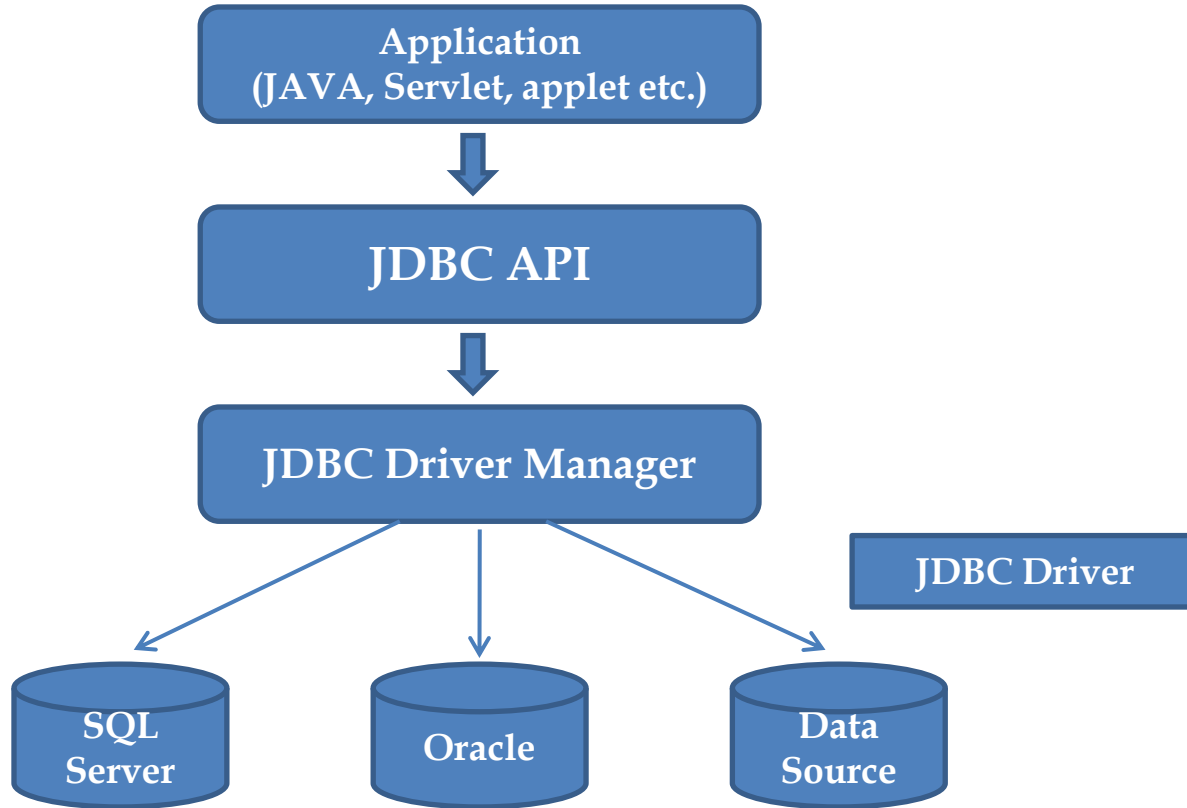 Application
(JAVA, Servlet, applet etc.)
JDBC API
JDBC Driver Manager
JDBC Driver
SQL
Server
Oracle
Data
Source